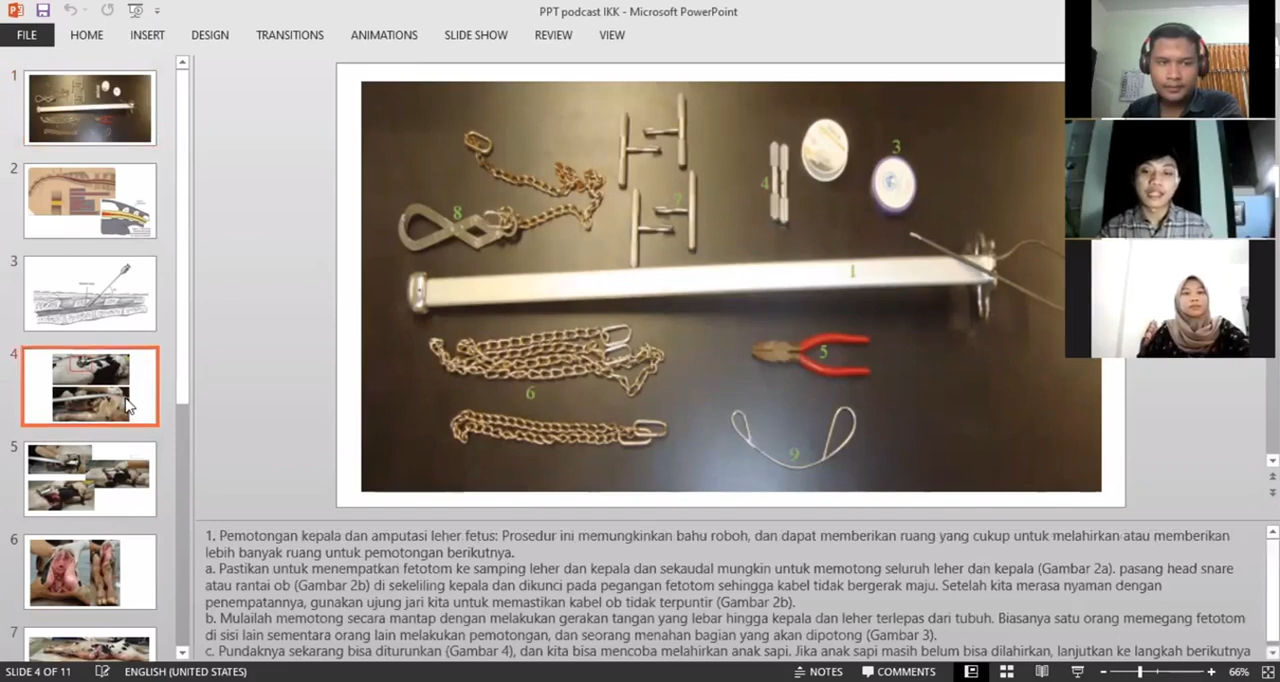 PPT podcast IKK - Microsoft PowerPoint
FILE HOME INSERT DESIGN TRANSITIONS ANIMATIONS SLIDE SHOW REVIEW VIEW
1
2
3
4
5
6
7
8
7
4
3
1
6
5
9
1. Pemotongan kepala dan amputasi leher fetus: Prosedur ini memungkinkan bahu roboh, dan dapat memberikan ruang yang cukup untuk melahirkan atau memberikan
lebih banyak ruang untuk pemotongan berikutnya.
a. Pastikan untuk menempatkan fetotom ke samping leher dan kepala dan sekaudal mungkin untuk memotong seluruh leher dan kepala (Gambar 2a). pasang head snare
atau rantai ob (Gambar 2b) di sekeliling kepala dan dikunci pada pegangan fetotom sehingga kabel tidak bergerak maju. Setelah kita merasa nyaman dengan
penempatannya, gunakan ujung jari kita untuk memastikan kabel ob tidak terpuntir (Gambar 2b).
b. Mulailah memotong secara mantap dengan melakukan gerakan tangan yang lebar hingga kepala dan leher terlepas dari tubuh. Biasanya satu orang memegang fetotom
di sisi lain sementara orang lain melakukan pemotongan, dan seorang menahan bagian yang akan dipotong (Gambar 3).
c. Pundaknya sekarang bisa diturunkan (Gambar 4), dan kita bisa mencoba melahirkan anak sapi. Jika anak sapi masih belum bisa dilahirkan, lanjutkan ke langkah berikutnya
SLIDE 4 OF 11 ENGLISH (UNITED STATES) NOTES COMMENTS 66%